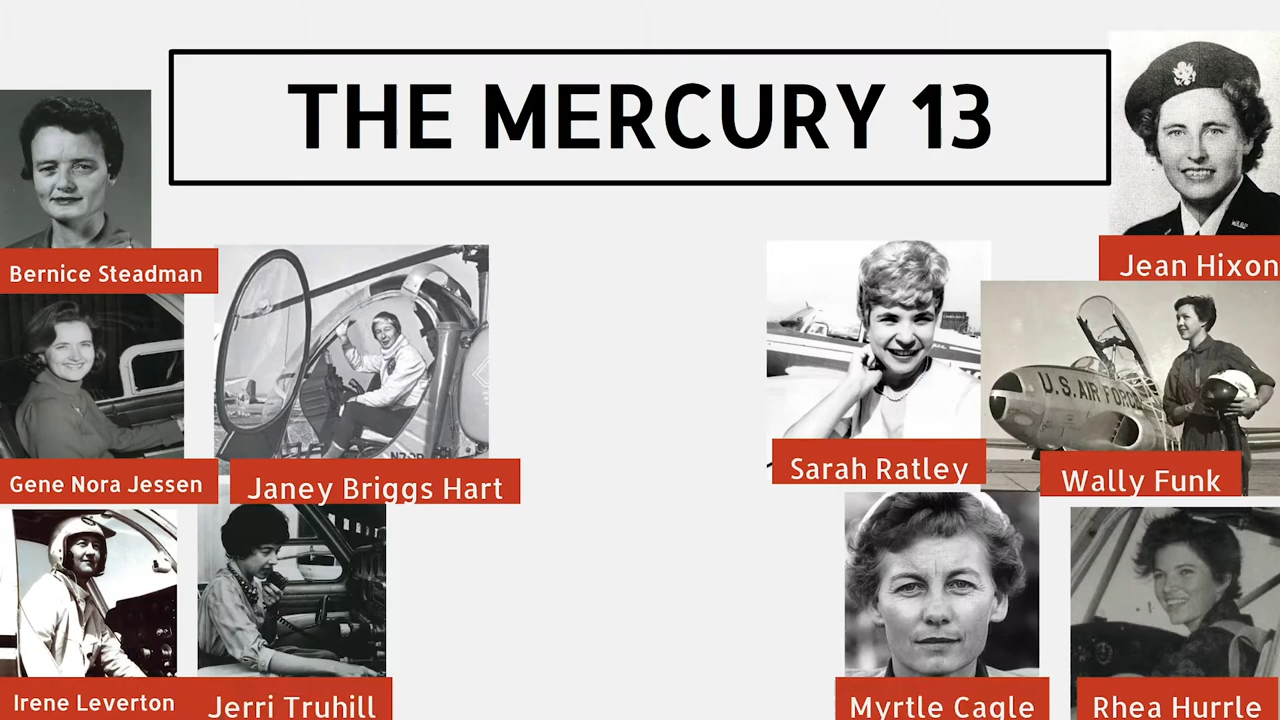 THE MERCURY 13
Bernice Steadman
Jean Hixon
Gene Nora Jessen
Janey Briggs Hart
Sarah Ratley
U.S. AIR FORCE
Wally Funk
Irene Leverton
Jerri Truhill
Myrtle Cagle
Rhea Hurrle